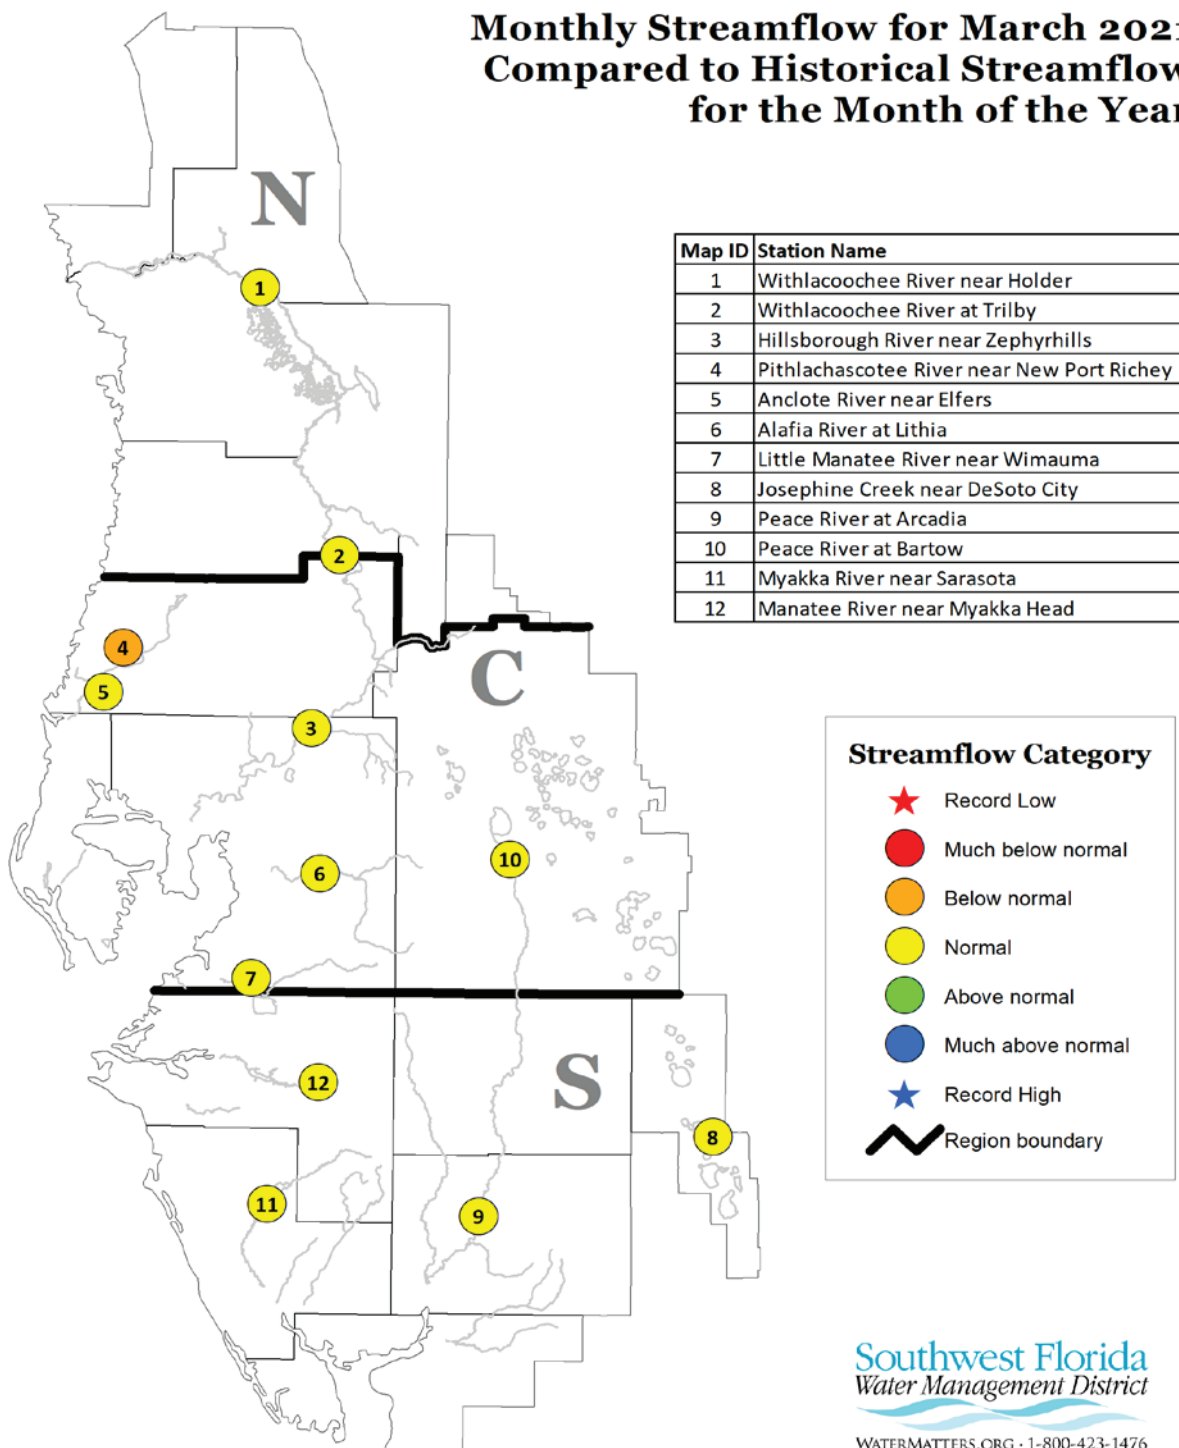 Monthly Streamflow for March 2021
Compared to Historical Streamflow
for the Month of the Year
N
Map ID Station Name
1 Withlacoochee River near Holder
2 Withlacoochee River at Trilby
3 Hillsborough River near Zephyrhills
4 Pithlachascotee River near New Port Richey
5 Anclote River near Elfers
6 Alafia River at Lithia
7 Little Manatee River near Wimauma
8 Josephine Creek near DeSoto City
9 Peace River at Arcadia
10 Peace River at Bartow
11 Myakka River near Sarasota
12 Manatee River near Myakka Head
1
2
4
C
5
3
Streamflow Category
Record Low
Much below normal
Below normal
Normal
Above normal
Much above normal
Record High
Region boundary
10
6
7
S
12
8
11
9
Southwest Florida
Water Management District
WATERMATTERS.ORG · 1-800-423-1476